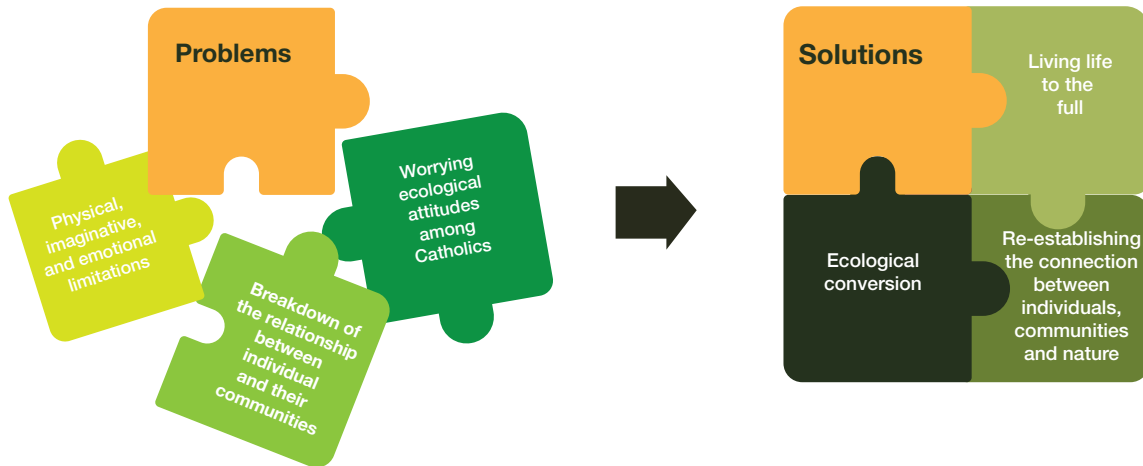 Problems
Physical,
imaginative,
and emotional
limitations
Breakdown of
the relationship
between
individual
and their
communities
Worrying
ecological
attitudes
among
Catholics
Solutions
Living life
to the
full
Ecological
conversion
Re-establishing
the connection
between
individuals,
communities
and nature